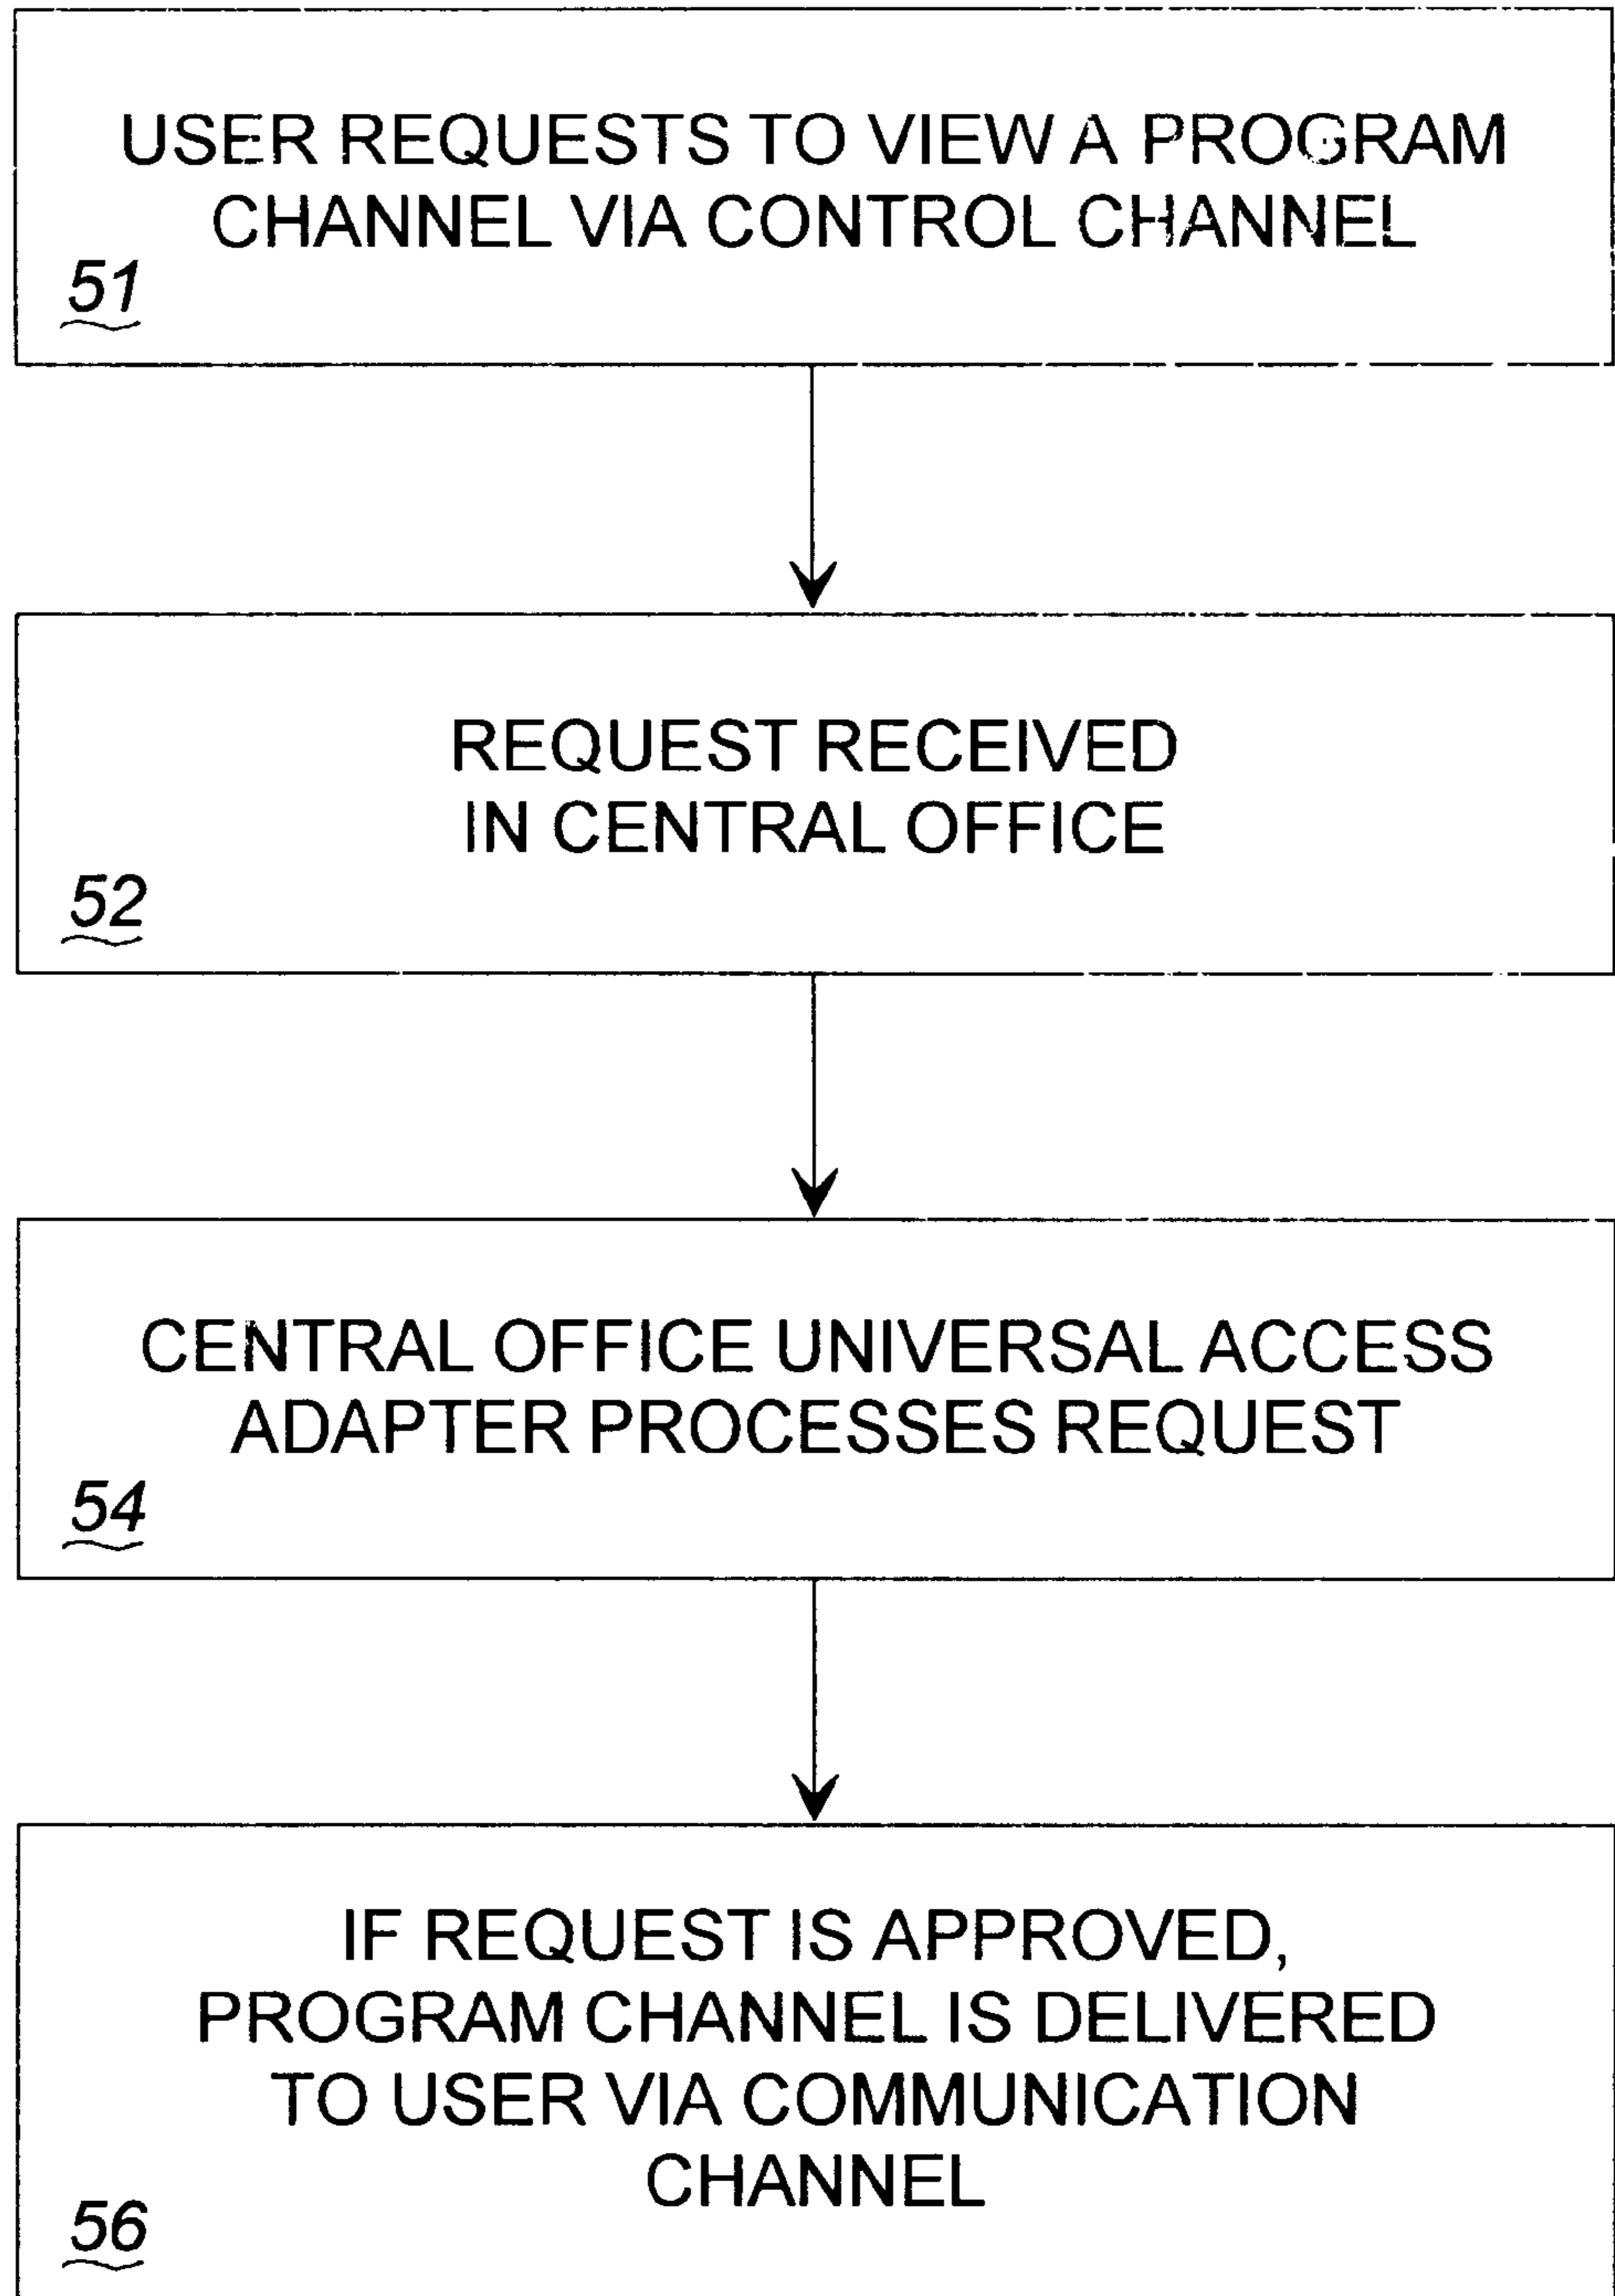 USER REQUESTS TO VIEW A PROGRAM
CHANNEL VIA CONTROL CHANNEL
51
REQUEST RECEIVED
IN CENTRAL OFFICE
52
CENTRAL OFFICE UNIVERSAL ACCESS
ADAPTER PROCESSES REQUEST
54
IF REQUEST IS APPROVED,
PROGRAM CHANNEL IS DELIVERED
TO USER VIA COMMUNICATION
CHANNEL
56